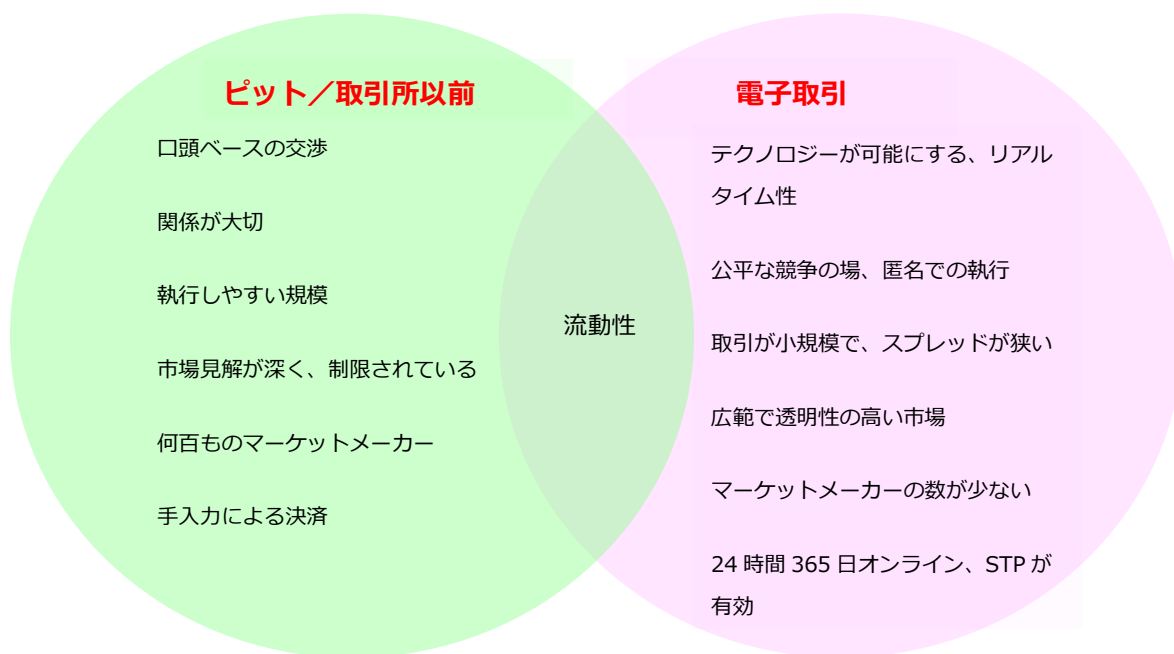 ピット／取引所以前
口頭ベースの交渉
関係が大切
執行しやすい規模
市場見解が深く、制限されている
何百ものマーケットメーカー
手入力による決済
流動性
電子取引
テクノロジーが可能にする、リアル
タイム性
公平な競争の場、匿名での執行
取引が小規模で、スプレッドが狭い
広範で透明性の高い市場
マーケットメーカーの数が少ない
24 時間 365 日オンライン、STP が
有効